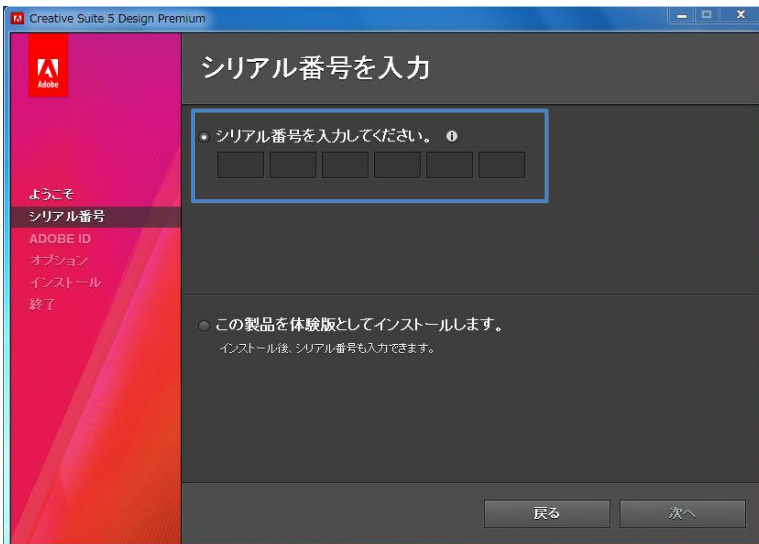 Creative Suite 5 Design Premium
Adobe
シリアル番号を入力
シリアル番号を入力してください。
ようこそ
シリアル番号
ADOBE ID
オプション
インストール
終了
この製品を体験版としてインストールします。
インストール後、シリアル番号も入力できます。
戻る
次へ